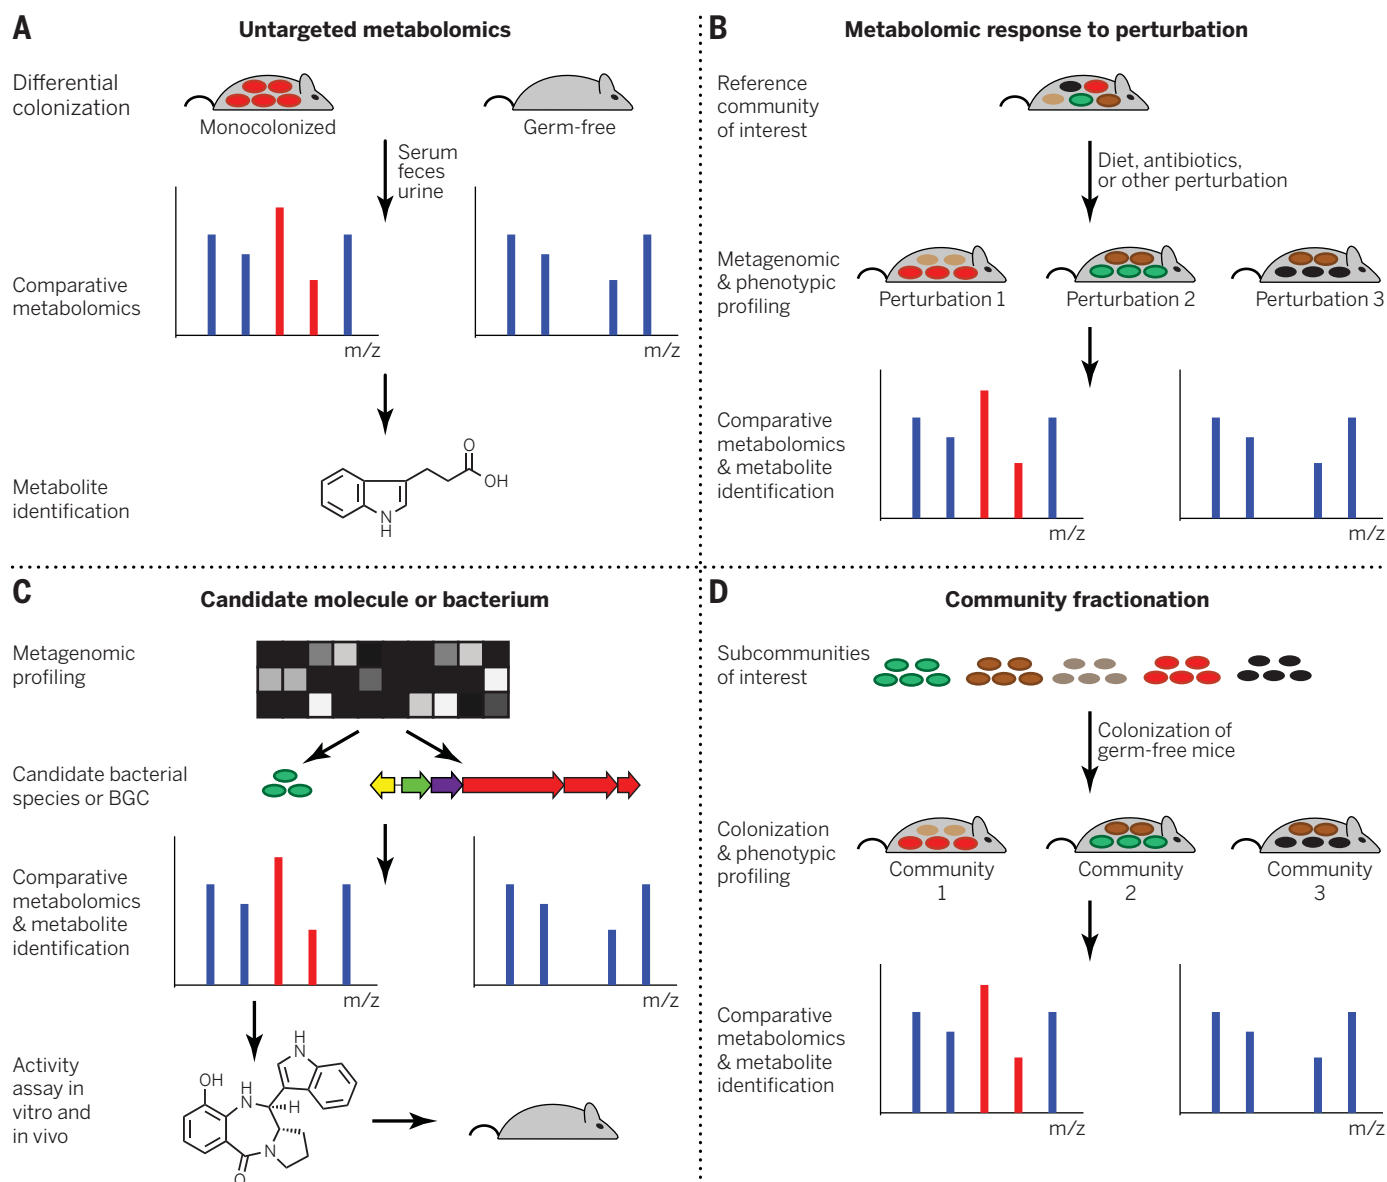 A
Untargeted metabolomics
Differential
colonization
Monocolonized
Germ-free
Serum
feces
urine
Comparative
metabolomics
m/z
m/z
Metabolite
identification
O
OH
N
H
B
Metabolomic response to perturbation
Reference
community
of interest
Diet, antibiotics,
or other perturbation
Metagenomic
& phenotypic
profiling
Perturbation 1
Perturbation 2
Perturbation 3
Comparative
metabolomics
& metabolite
identification
m/z
m/z
C
Candidate molecule or bacterium
Metagenomic
profiling
Candidate bacterial
species or BGC
Comparative
metabolomics
& metabolite
identification
m/z
m/z
Activity
assay in
vitro and
in vivo
H
N
OH
H
N
H
N
O
D
Community fractionation
Subcommunities
of interest
Colonization of
germ-free mice
Colonization
& phenotypic
profiling
Community
1
Community
2
Community
3
Comparative
metabolomics
& metabolite
identification
m/z
m/z